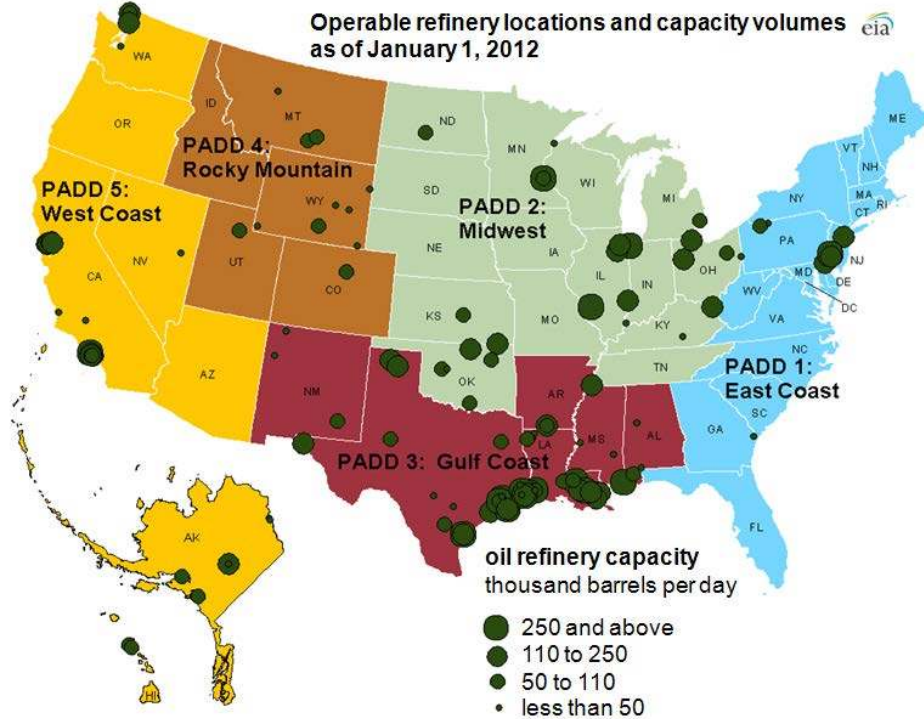 Operable refinery locations and capacity volumes
as of January 1, 2012
eia
WA
OR
ID
MT
ND
MN
WI
MI
ME
VT
NH
NY
MA
RI
CT
PADD 4:
Rocky Mountain
PADD 5:
West Coast
PADD 2:
Midwest
SD
WY
NE
IA
PA
NJ
NV
UT
CA
CO
IL
IN
OH
MD
DE
DC
WV
VA
KS
MO
KY
NC
TN
PADD 1:
East Coast
AZ
NM
OK
AR
SC
GA
MS
AL
LA
PADD 3: Gulf Coast
TX
FL
AK
HI
oil refinery capacity
thousand barrels per day
250 and above
110 to 250
50 to 110
less than 50